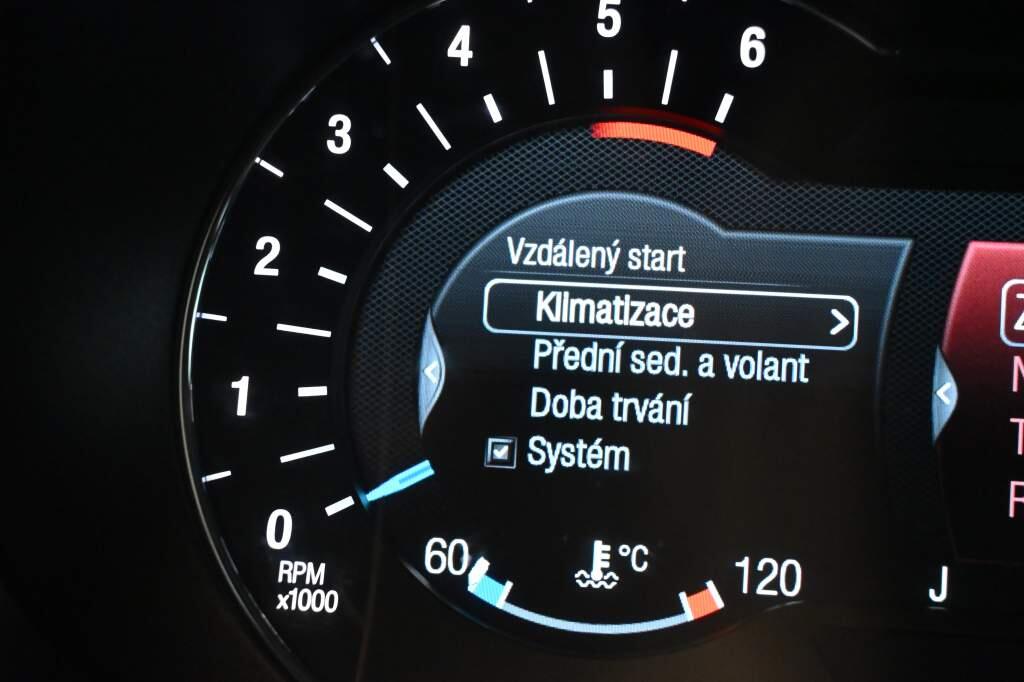 5
4
6
3
2
1
0
RPM
x1000
Vzdálený start
Klimatizace
Přední sed. a volant
Doba trvání
Systém
60
°C
120
J